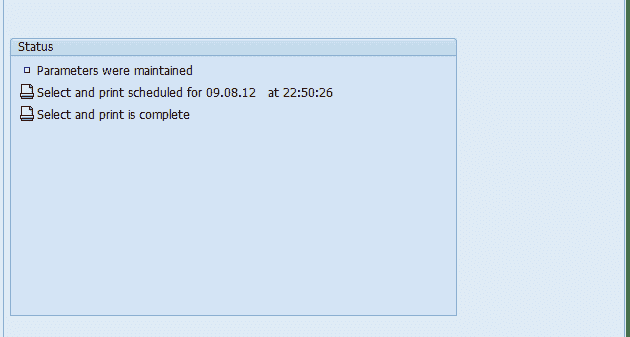 Status
Parameters were maintained
Select and print scheduled for 09.08.12   at 22:50:26
Select and print is complete